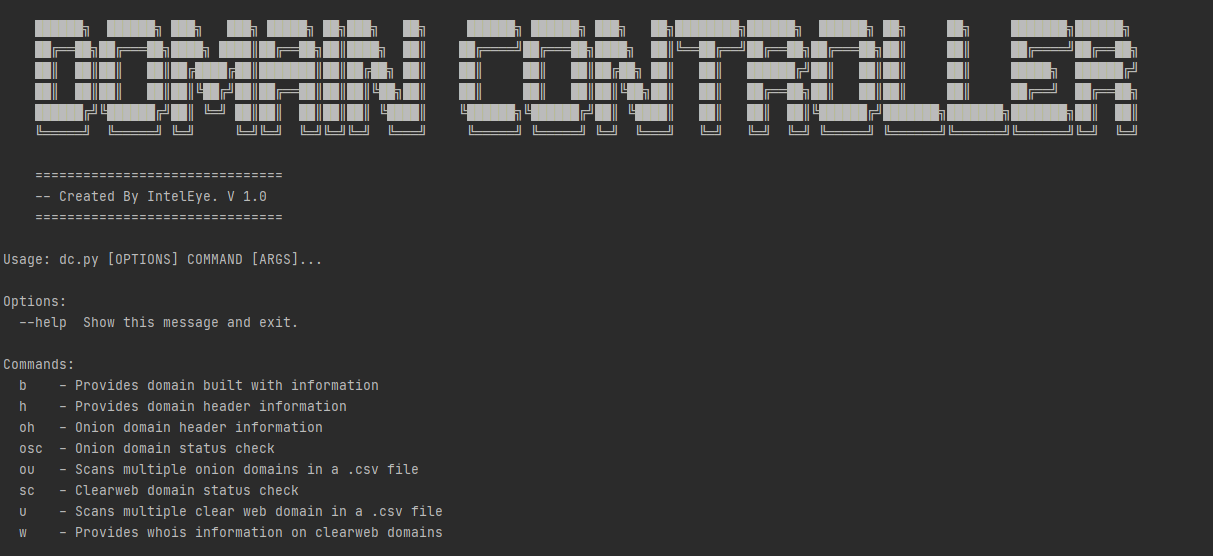 DOMAIN CONTROLLER
===============================
-- Created By IntelEye. V 1.0
===============================
Usage: dc.py [OPTIONS] COMMAND [ARGS]...
Options:
--help  Show this message and exit.
Commands:
b    - Provides domain built with information
h    - Provides domain header information
oh   - Onion domain header information
osc  - Onion domain status check
ou   - Scans multiple onion domains in a .csv file
sc   - Clearweb domain status check
u    - Scans multiple clear web domain in a .csv file
w    - Provides whois information on clearweb domains